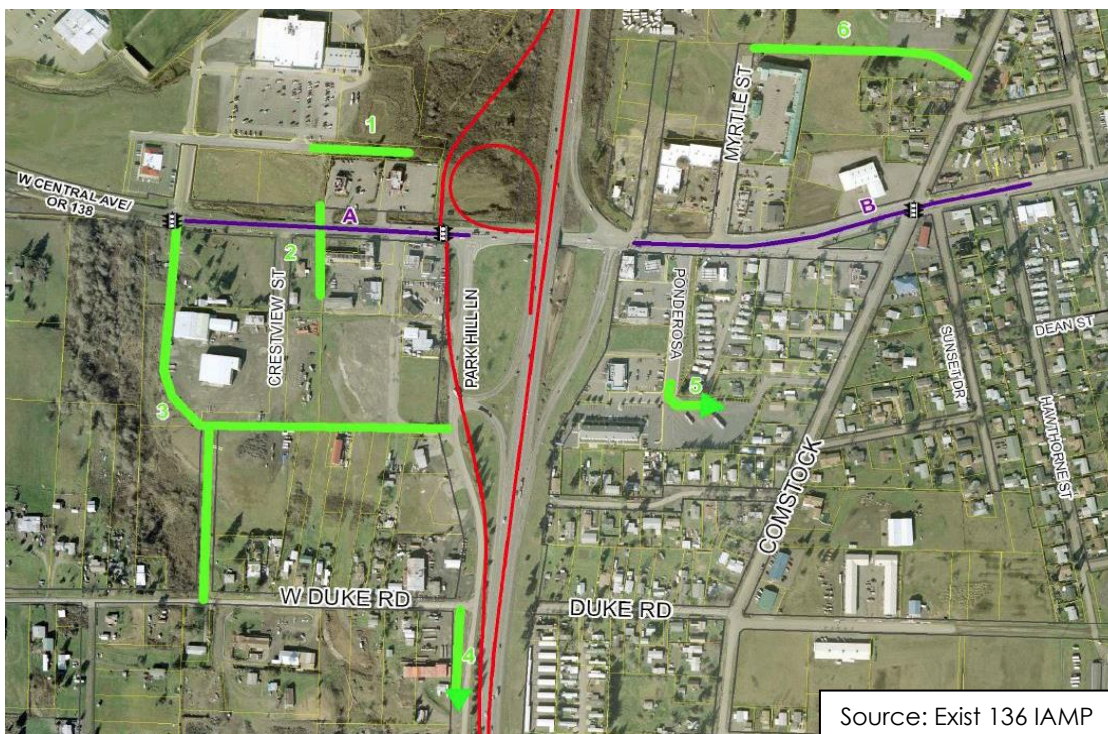 6
MYRTLE ST
1
W CENTRAL AVE/
OR 138
A
B
2
CRESTVIEW ST
PARK HILL LN
PONDEROSA
SUNSET DR
DEAN ST
HAWTHORNE ST
5
3
COMSTOCK
W DUKE RD
DUKE RD
4
Source: Exist 136 IAMP